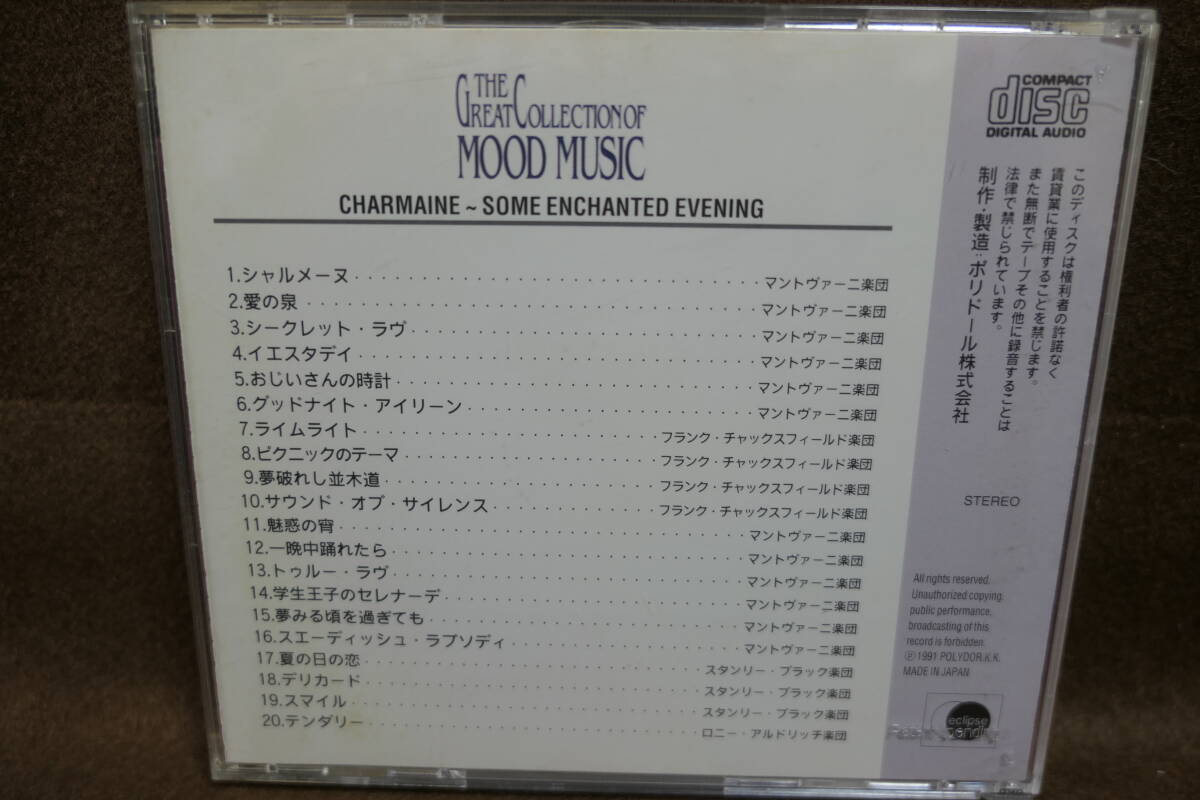 THE
GREAT COLLECTION OF
MOOD MUSIC
CHARMAINE ~ SOME ENCHANTED EVENING
1.シャルメーヌ・・・・・・・・・・・・・・・・・・・・マントヴァーニ楽団
2.愛の泉・・・・・・・・・・・・・・・・・・・・マントヴァーニ楽団
3.シークレット・ラヴ・・・・・・・・・・・・・・・・・・・・マントヴァーニ楽団
4.イエスタデイ・・・・・・・・・・・・・・・・・・・・マントヴァーニ楽団
5.おじいさんの時計・・・・・・・・・・・・・・・・・・・・マントヴァーニ楽団
6.グッドナイト・アイリーン・・・・・・・・・・・・・・・・・・・・マントヴァーニ楽団
7.ライムライト・・・・・・・・・・・・・・・・・・・・フランク・チャックスフィールド楽団
8.ピクニックのテーマ・・・・・・・・・・・・・・・・・・・・フランク・チャックスフィールド楽団
9.夢破れし並木道・・・・・・・・・・・・・・・・・・・・フランク・チャックスフィールド楽団
10.サウンド・オブ・サイレンス・・・・・・・・・・・・・フランク・チャックスフィールド楽団
11.魅惑の宵・・・・・・・・・・・・・・・・・・・・マントヴァーニ楽団
12.一晩中踊れたら・・・・・・・・・・・・・・・・・・・・マントヴァーニ楽団
13.トゥルー・ラヴ・・・・・・・・・・・・・・・・・・・・マントヴァーニ楽団
14.学生王子のセレナーデ・・・・・・・・・・・・・・・・・・・・マントヴァーニ楽団
15.夢みる頃を過ぎても・・・・・・・・・・・・・・・・・・・・マントヴァーニ楽団
16.スエーディッシュ・ラプソディ・・・・・・・・・・・・・マントヴァーニ楽団
17.夏の日の恋・・・・・・・・・・・・・・・・・・・・スタンリー・ブラック楽団
18.デリカード・・・・・・・・・・・・・・・・・・・・スタンリー・ブラック楽団
19.スマイル・・・・・・・・・・・・・・・・・・・・スタンリー・ブラック楽団
20.テンダリー・・・・・・・・・・・・・・・・・・・・ロニー・アルドリッチ楽団
COMPACT
disc
DIGITAL AUDIO
このディスクは権利者の許諾なく
賃貸業に使用することを禁じます。
また無断でテープその他に録音することは
法律で禁じられています。
制作・製造：ポリドール株式会社
STEREO
All rights reserved.
Unauthorized copying,
public performance,
broadcasting of this
record is forbidden.
Ⓟ 1991 POLYDOR K.K.
MADE IN JAPAN
eclipse